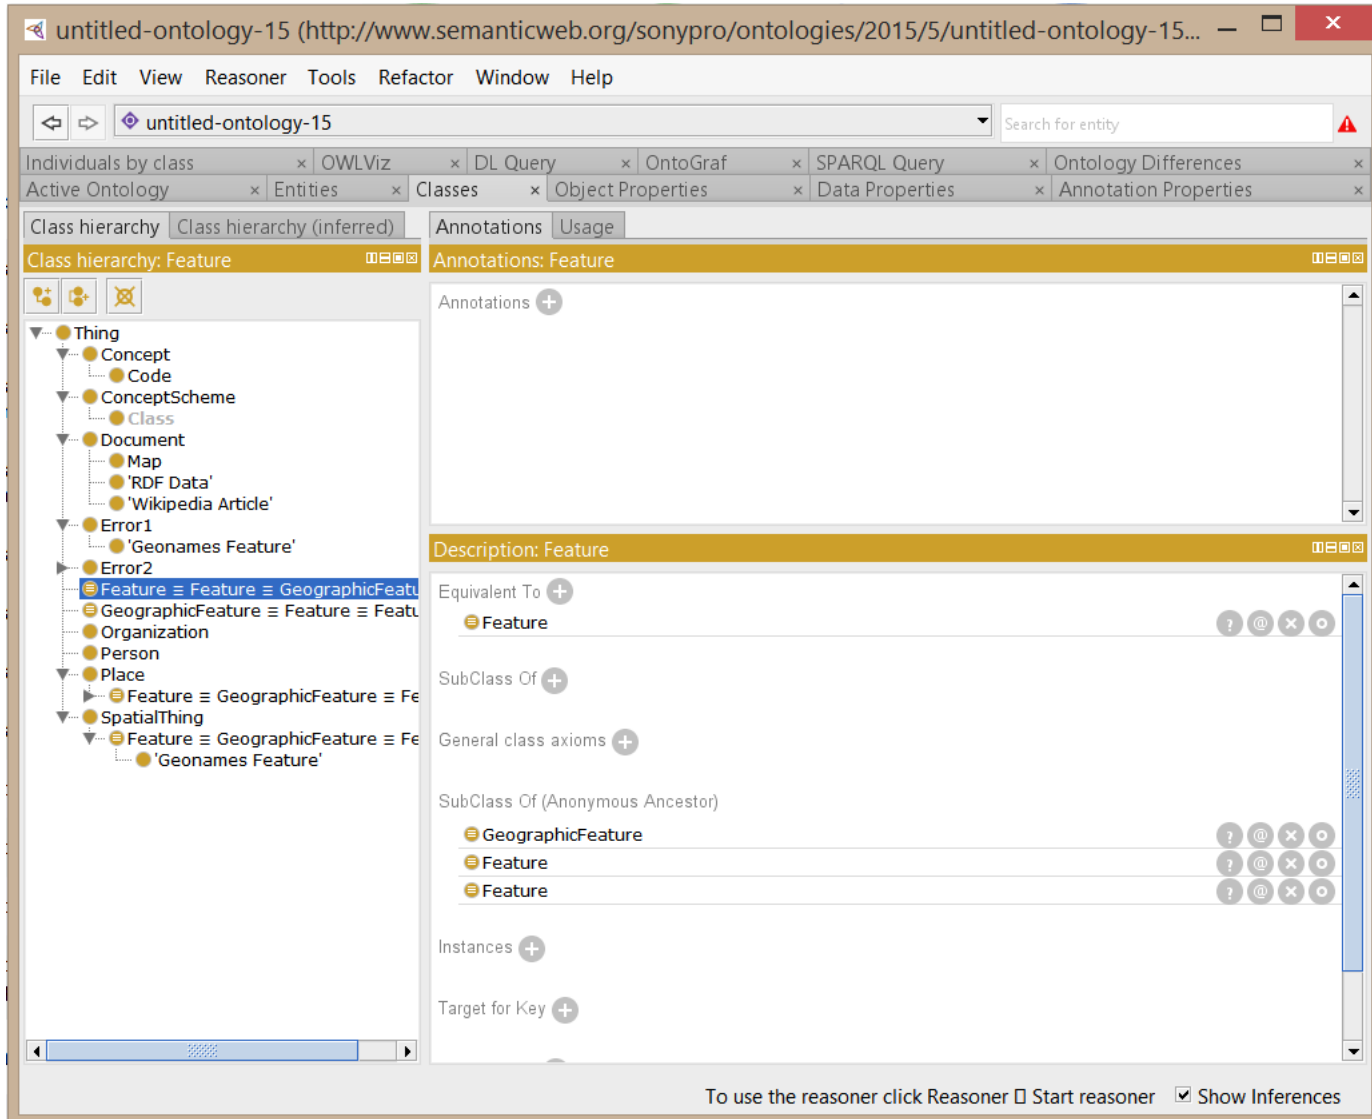 untitled-ontology-15 (http://www.semanticweb.org/sonypro/ontologies/2015/5/untitled-ontology-15...
File Edit View Reasoner Tools Refactor Window Help
untitled-ontology-15 Search for entity
Individuals by class × OWLViz × DL Query × OntoGraf × SPARQL Query × Ontology Differences ×
Active Ontology × Entities × Classes × Object Properties × Data Properties × Annotation Properties ×
Class hierarchy Class hierarchy (inferred)
Class hierarchy: Feature
Thing
Concept
Code
ConceptScheme
Class
Document
Map
'RDF Data'
'Wikipedia Article'
Error1
'Geonames Feature'
Error2
Feature ≡ Feature ≡ GeographicFeatu
GeographicFeature ≡ Feature ≡ Featu
Organization
Person
Place
Feature ≡ GeographicFeature ≡ Fe
SpatialThing
Feature ≡ GeographicFeature ≡ Fe
'Geonames Feature'
Annotations Usage
Annotations: Feature
Annotations
Description: Feature
Equivalent To
Feature
SubClass Of
General class axioms
SubClass Of (Anonymous Ancestor)
GeographicFeature
Feature
Feature
Instances
Target for Key
To use the reasoner click Reasoner ▯ Start reasoner Show Inferences